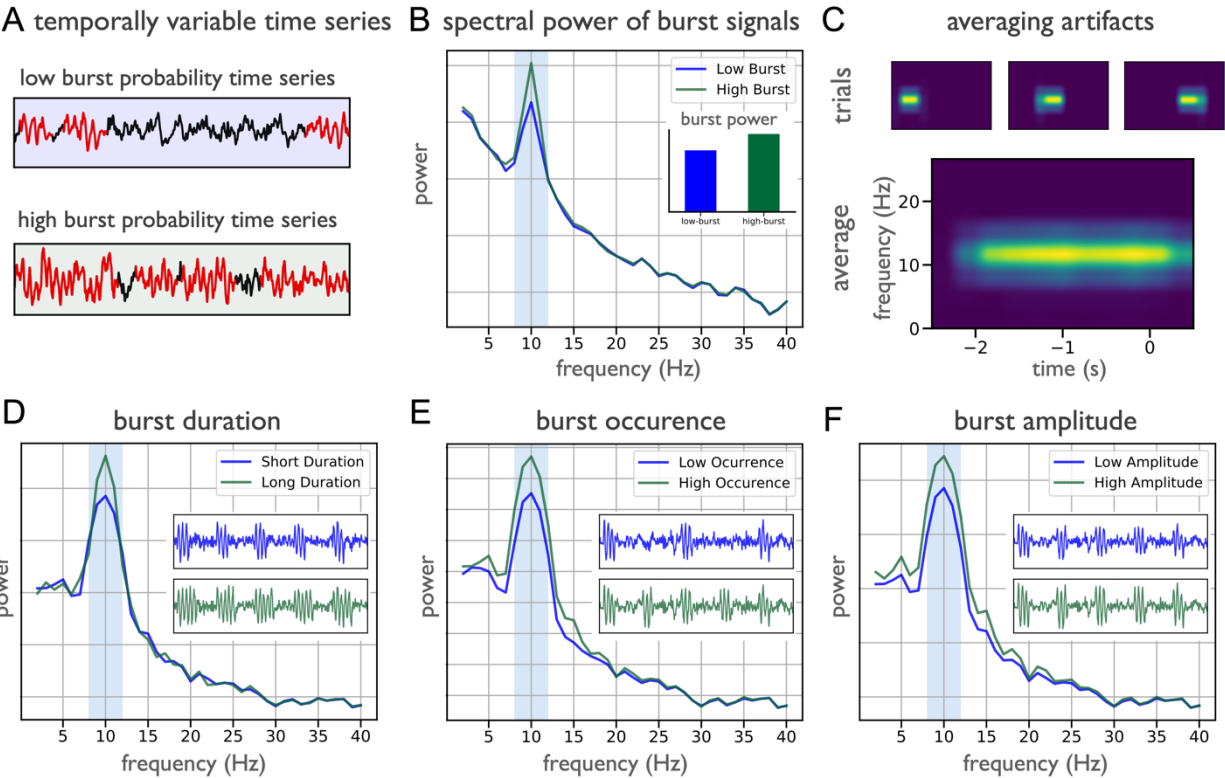 A temporally variable time series
low burst probability time series
high burst probability time series
B spectral power of burst signals
Low Burst
High Burst
burst power
low-burst
high-burst
power
5 10 15 20 25 30 35 40
frequency (Hz)
C averaging artifacts
trials
average
frequency (Hz)
20
10
0
−2 −1 0
time (s)
D burst duration
Short Duration
Long Duration
power
5 10 15 20 25 30 35 40
frequency (Hz)
E burst occurence
Low Ocurrence
High Occurence
power
5 10 15 20 25 30 35 40
frequency (Hz)
F burst amplitude
Low Amplitude
High Amplitude
power
5 10 15 20 25 30 35 40
frequency (Hz)